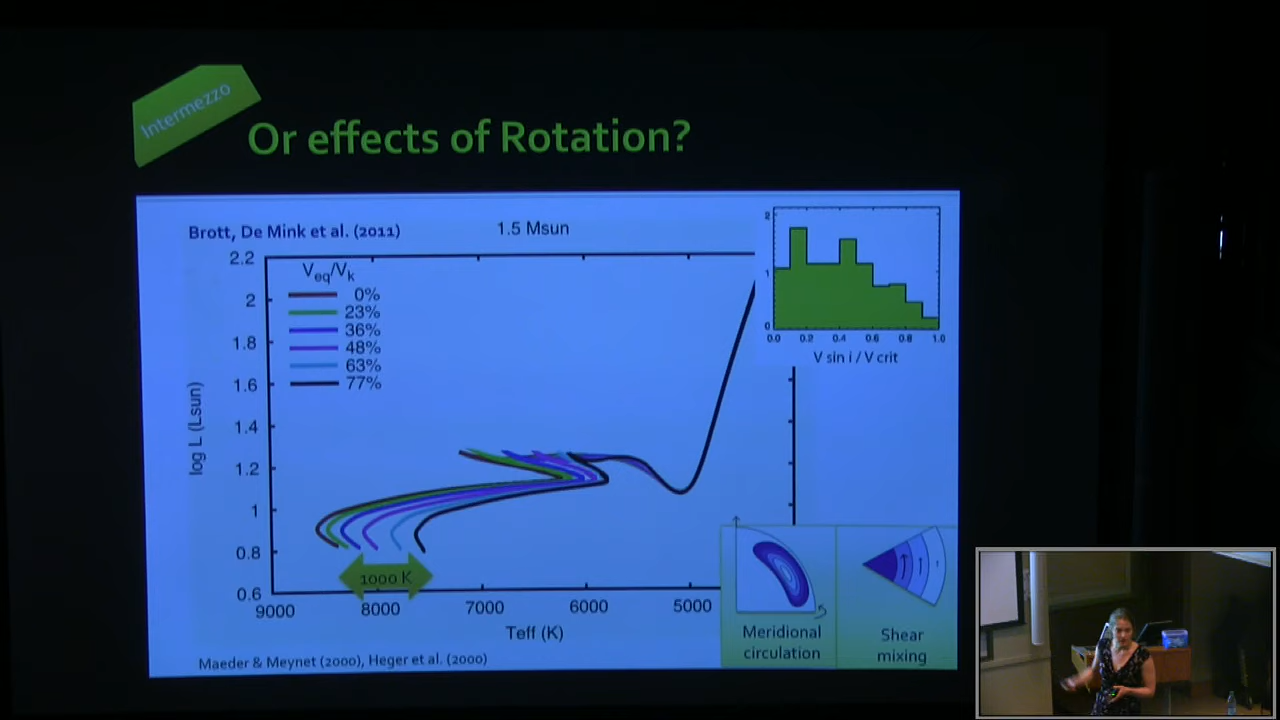 Intermezzo
Or effects of Rotation?
Brott, De Mink et al. (2011)
1.5 Msun
Veq/Vk
0%
23%
36%
48%
63%
77%
2.2
2
1.8
1.6
1.4
1.2
1
0.8
0.6
log L (Lsun)
9000 8000 7000 6000 5000
Teff (K)
1000 K
2
1
0
0.0 0.2 0.4 0.6 0.8 1.0
V sin i / V crit
Meridional
circulation
Shear
mixing
Maeder & Meynet (2000), Heger et al. (2000)